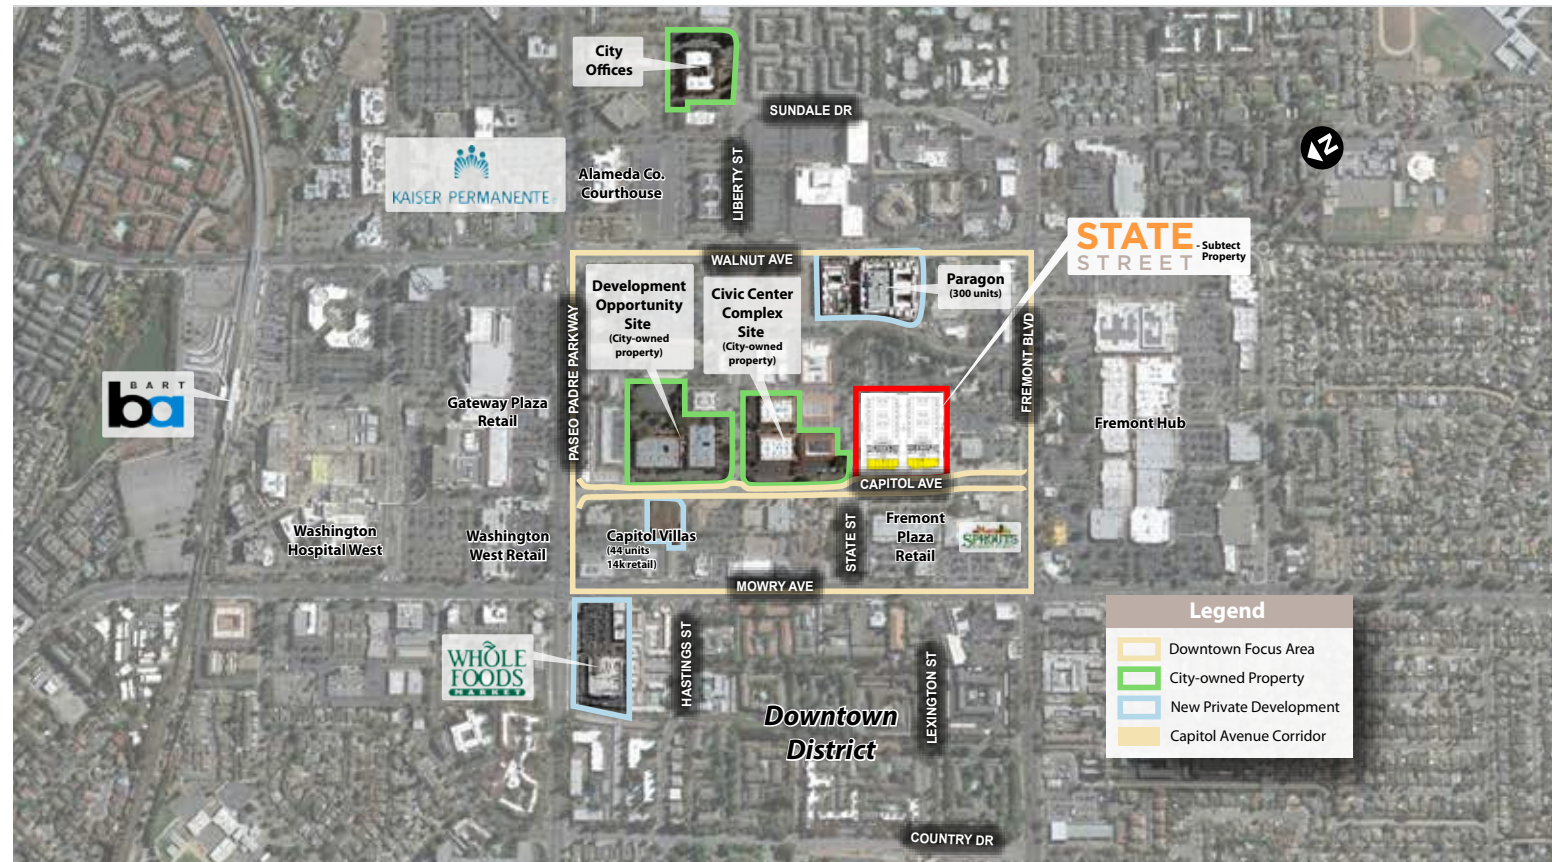 City
Offices
SUNDALE DR
N
KAISER PERMANENTE
Alameda Co.
Courthouse
LIBERTY ST
STATE
STREET
- Subtect
Property
WALNUT AVE
Development
Opportunity
Site
(City-owned
property)
Civic Center
Complex
Site
(City-owned
property)
Paragon
(300 units)
PASEO PADRE PARKWAY
FREMONT BLVD
BART
ba
Gateway Plaza
Retail
Fremont Hub
CAPITOL AVE
Washington
Hospital West
Washington
West Retail
Capitol Villas
(44 units
14k retail)
STATE ST
Fremont
Plaza
Retail
SPROUTS
MOWRY AVE
WHOLE
FOODS
MARKET
HASTINGS ST
LEXINGTON ST
Downtown
District
COUNTRY DR
Legend
Downtown Focus Area
City-owned Property
New Private Development
Capitol Avenue Corridor